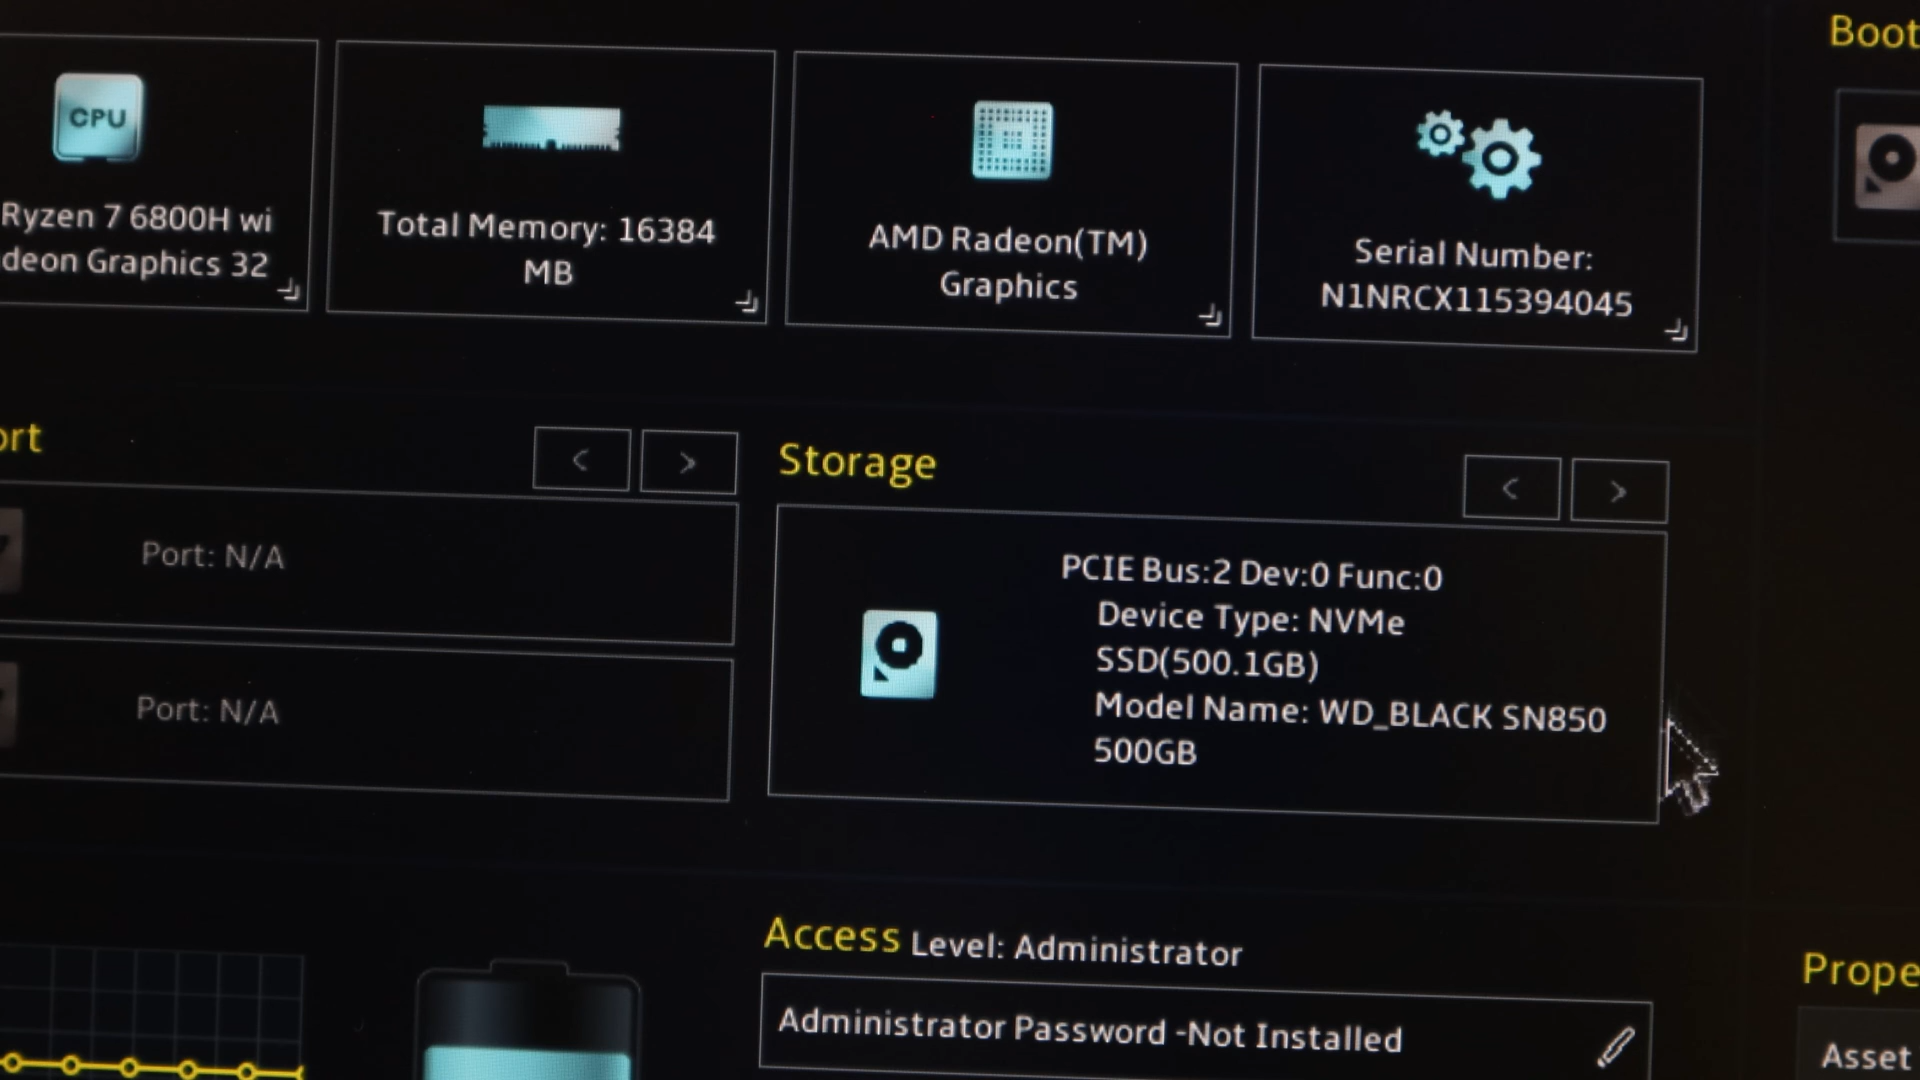 Boot
CPU
Ryzen 7 6800H wi
deon Graphics 32
Total Memory: 16384
MB
AMD Radeon(TM)
Graphics
Serial Number:
N1NRCX115394045
ort
<
>
Storage
<
>
Port: N/A
Port: N/A
PCIE Bus:2 Dev:0 Func:0
Device Type: NVMe
SSD(500.1GB)
Model Name: WD_BLACK SN850
500GB
Access Level: Administrator
Administrator Password -Not Installed
Prope
Asset